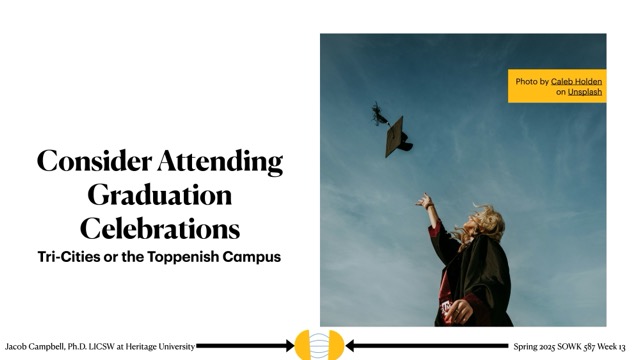 Photo by Caleb Holden
on Unsplash
Consider Attending
Graduation
Celebrations
Tri-Cities or the Toppenish Campus
Jacob Campbell, Ph.D. LICSW at Heritage University
Spring 2025 SOWK 587 Week 13